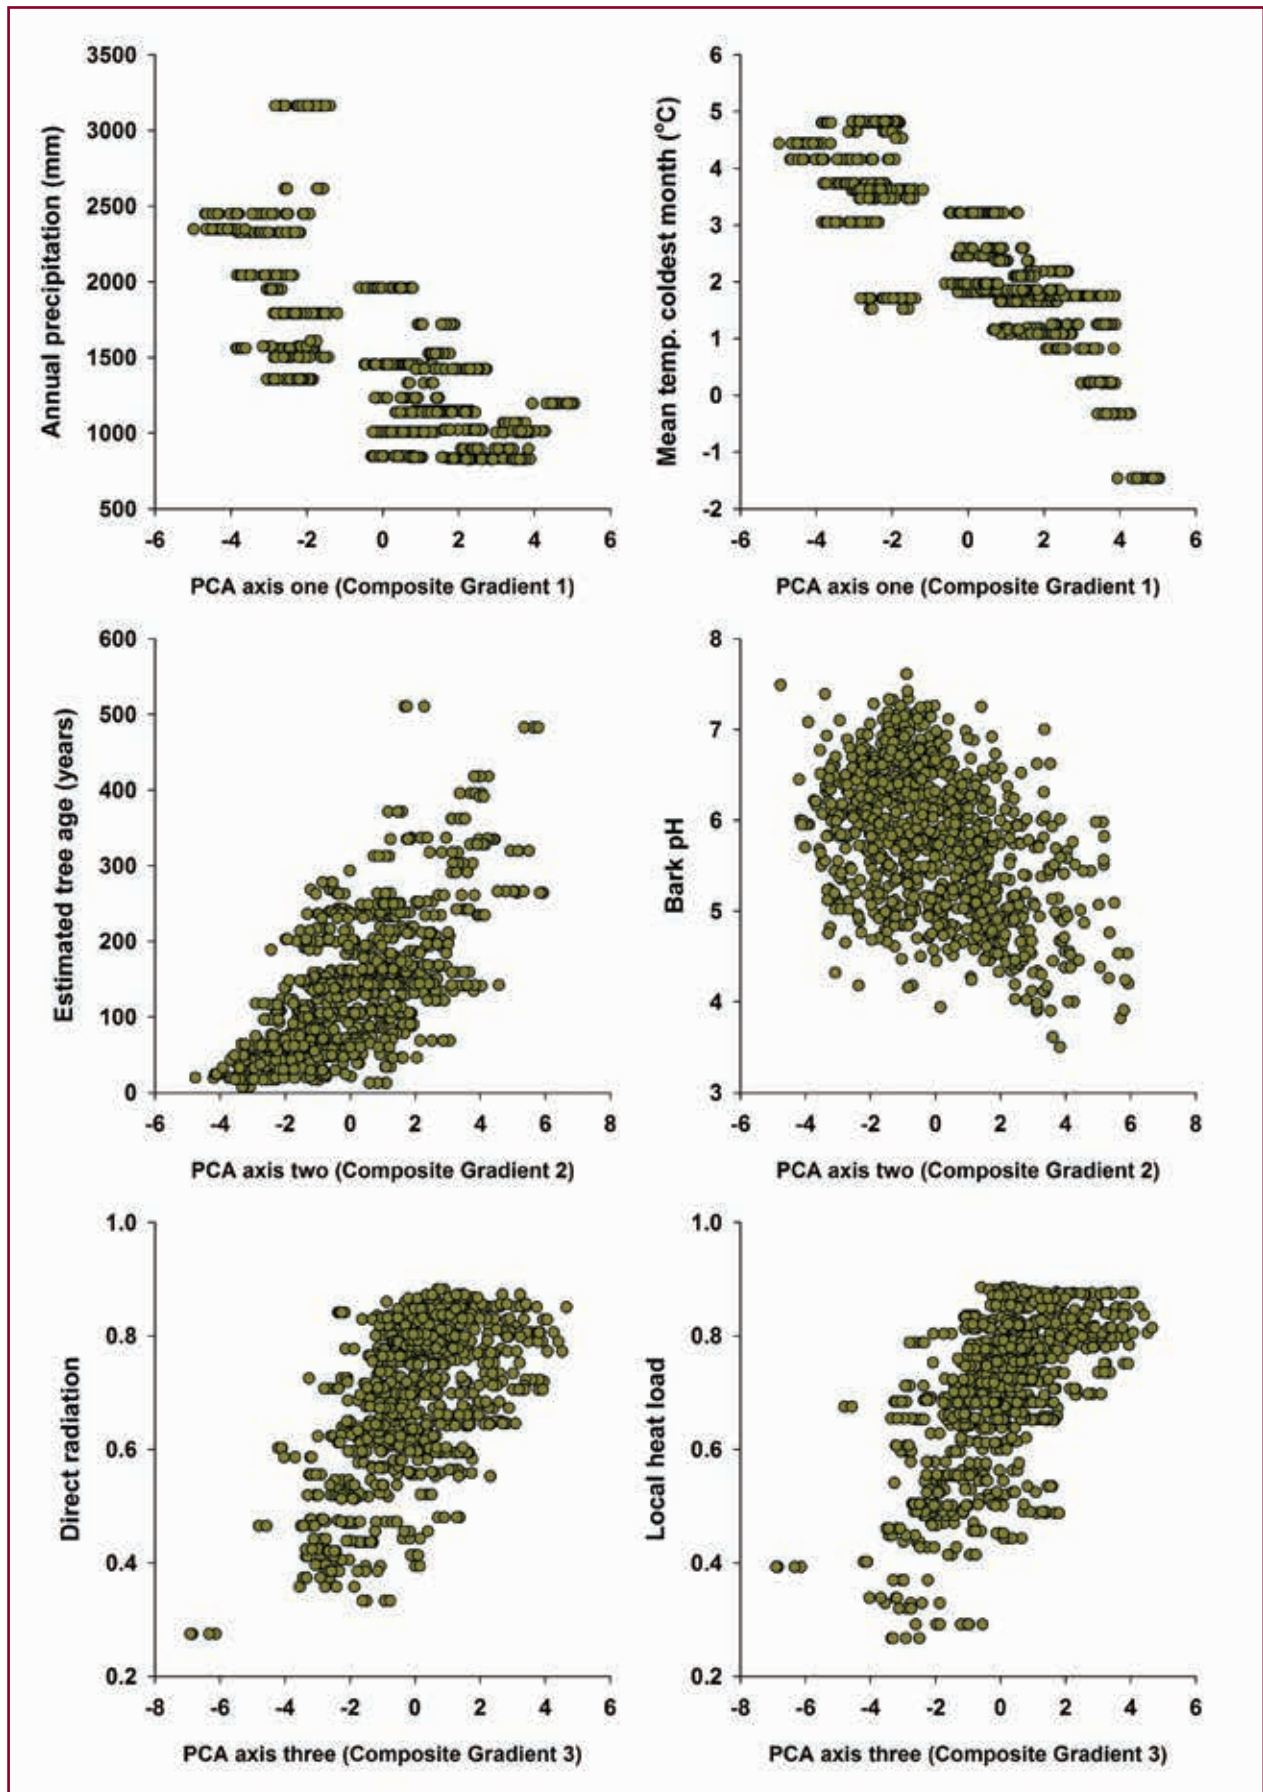 3500
3000
2500
2000
1500
1000
500
Annual precipitation (mm)
-6 -4 -2 0 2 4 6
PCA axis one (Composite Gradient 1)
6
5
4
3
2
1
0
-1
-2
Mean temp. coldest month (°C)
-6 -4 -2 0 2 4 6
PCA axis one (Composite Gradient 1)
600
500
400
300
200
100
0
Estimated tree age (years)
-6 -4 -2 0 2 4 6 8
PCA axis two (Composite Gradient 2)
8
7
6
5
4
3
Bark pH
-6 -4 -2 0 2 4 6 8
PCA axis two (Composite Gradient 2)
1.0
0.8
0.6
0.4
0.2
Direct radiation
-8 -6 -4 -2 0 2 4 6
PCA axis three (Composite Gradient 3)
1.0
0.8
0.6
0.4
0.2
Local heat load
-8 -6 -4 -2 0 2 4 6
PCA axis three (Composite Gradient 3)